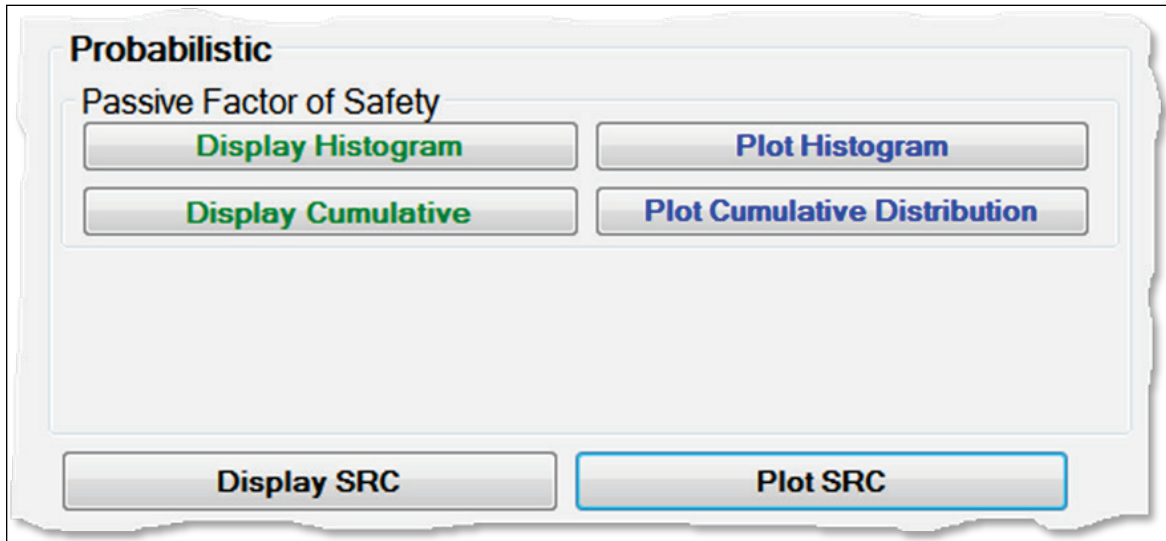 Probabilistic
Passive Factor of Safety
Display Histogram
Plot Histogram
Display Cumulative
Plot Cumulative Distribution
Display SRC
Plot SRC